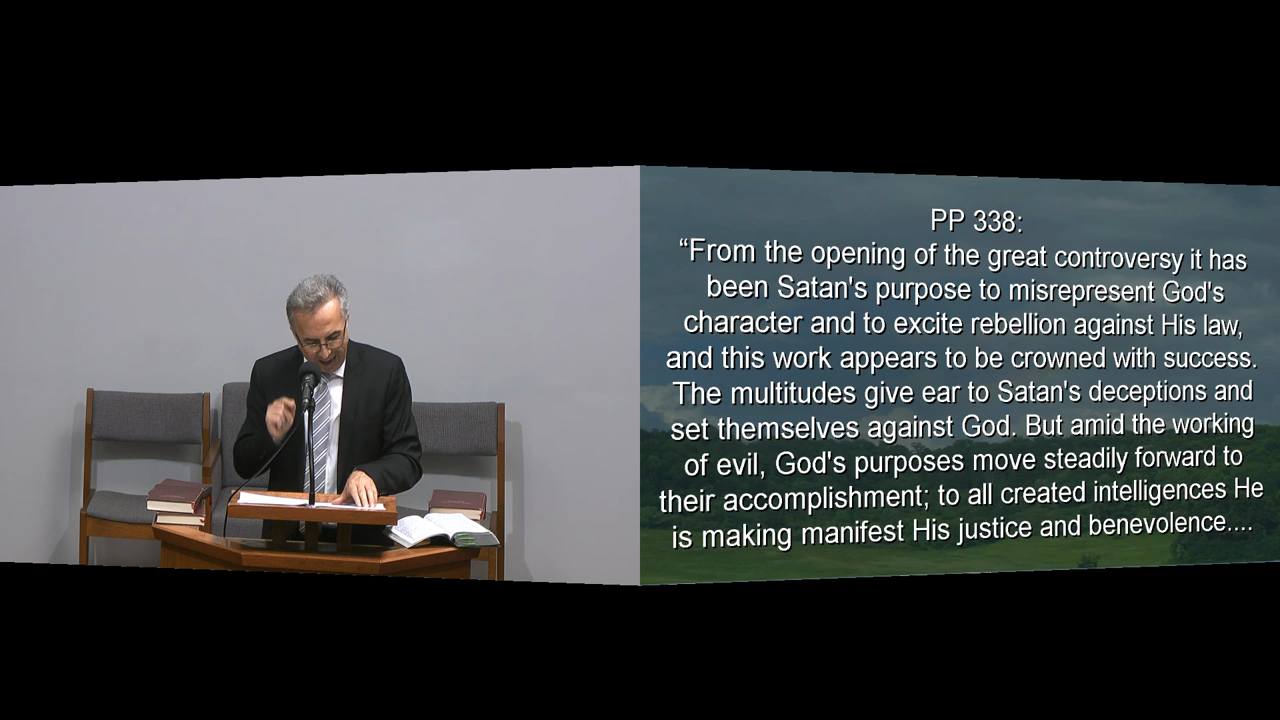 PP 338:
“From the opening of the great controversy it has
been Satan's purpose to misrepresent God's
character and to excite rebellion against His law,
and this work appears to be crowned with success.
The multitudes give ear to Satan's deceptions and
set themselves against God. But amid the working
of evil, God's purposes move steadily forward to
their accomplishment; to all created intelligences He
is making manifest His justice and benevolence....